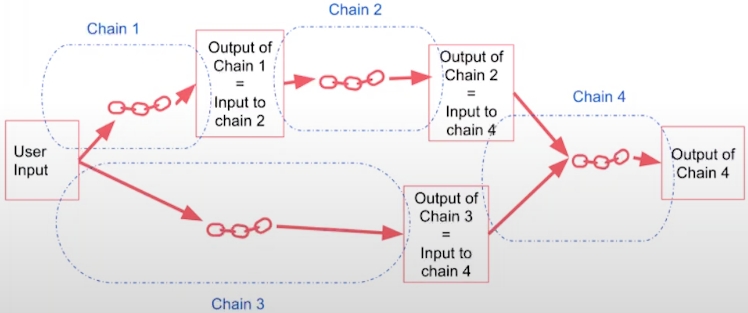 Chain 1
Chain 2
Output of
Chain 1
=
Input to
chain 2
Output of
Chain 2
=
Input to
chain 4
Chain 4
User
Input
Output of
Chain 4
Output of
Chain 3
=
Input to
chain 4
Chain 3